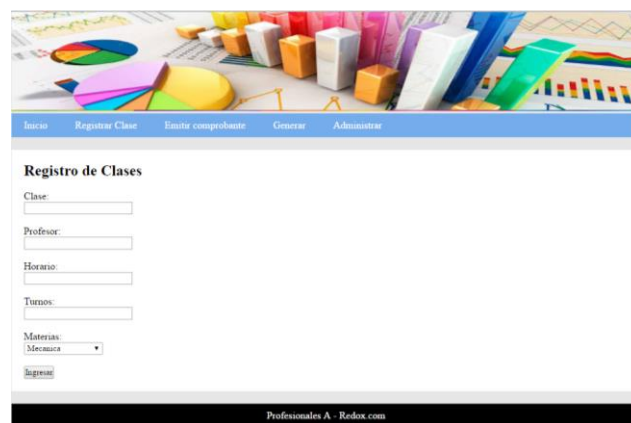 Inicio Registrar Clase Emitir comprobante Generar Administrar
Registro de Clases
Clase:
Profesor:
Horario:
Turnos:
Materias:
Mecanica
Ingresar
Profesionales A - Redox.com